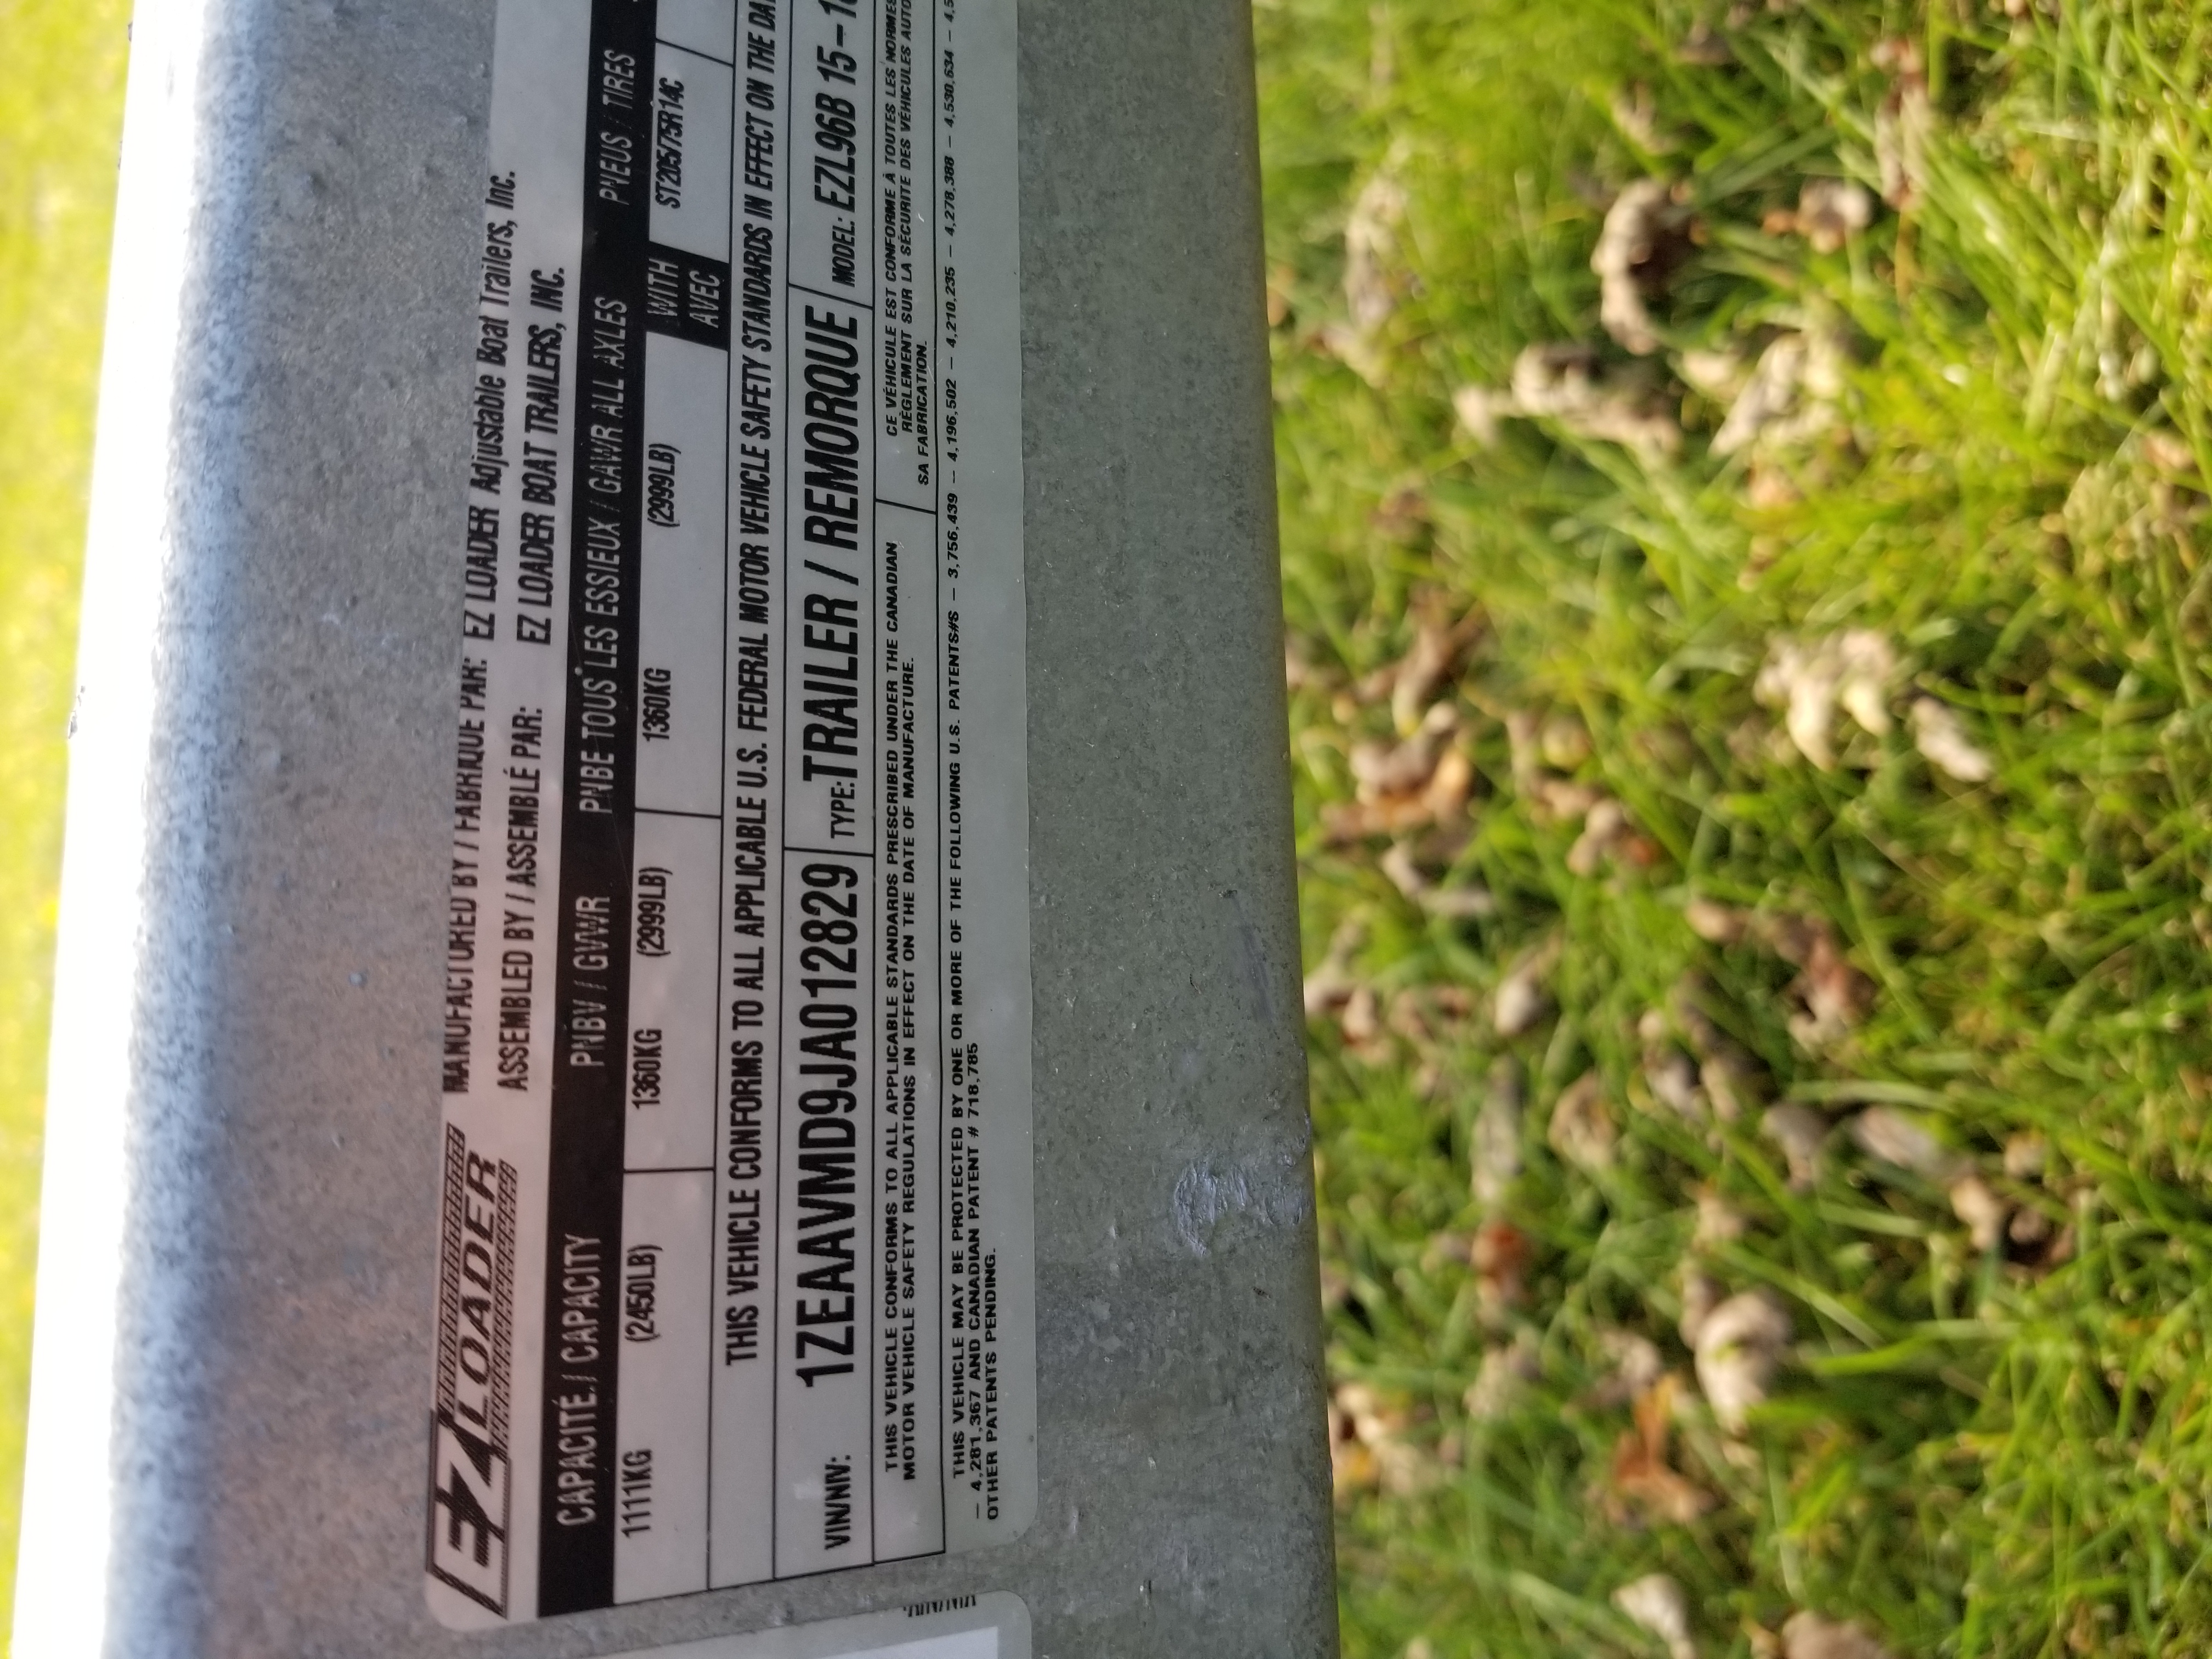 EZ LOADER
MANUFACTURED BY / FABRIQUE PAR: EZ LOADER Adjustable Boat Trailers, Inc.
ASSEMBLED BY / ASSEMBLÉ PAR: EZ LOADER BOAT TRAILERS, INC.
CAPACITÉ / CAPACITY PNBV / GVWR PNBE TOUS LES ESSIEUX / GAWR ALL AXLES PNEUS / TIRES
1111KG (2450LB) 1360KG (2999LB) 1360KG (2999LB) WITH AVEC ST205/75R14C
THIS VEHICLE CONFORMS TO ALL APPLICABLE U.S. FEDERAL MOTOR VEHICLE SAFETY STANDARDS IN EFFECT ON THE
VIN/NIV: 1ZEAAVMD9JA012829 TYPE: TRAILER / REMORQUE MODEL: EZL96B 15-1
THIS VEHICLE CONFORMS TO ALL APPLICABLE STANDARDS PRESCRIBED UNDER THE CANADIAN
MOTOR VEHICLE SAFETY REGULATIONS IN EFFECT ON THE DATE OF MANUFACTURE.
CE VÉHICULE EST CONFORME À TOUTES LES NORMES
RÈGLEMENT SUR LA SÉCURITÉ DES VÉHICULES AUTO
SA FABRICATION.
THIS VEHICLE MAY BE PROTECTED BY ONE OR MORE OF THE FOLLOWING U.S. PATENTS#S – 3,756,439 – 4,196,502 – 4,210,235 – 4,278,388 – 4,530,634 – 4,5
– 4,281,367 AND CANADIAN PATENT # 718,785
OTHER PATENTS PENDING.